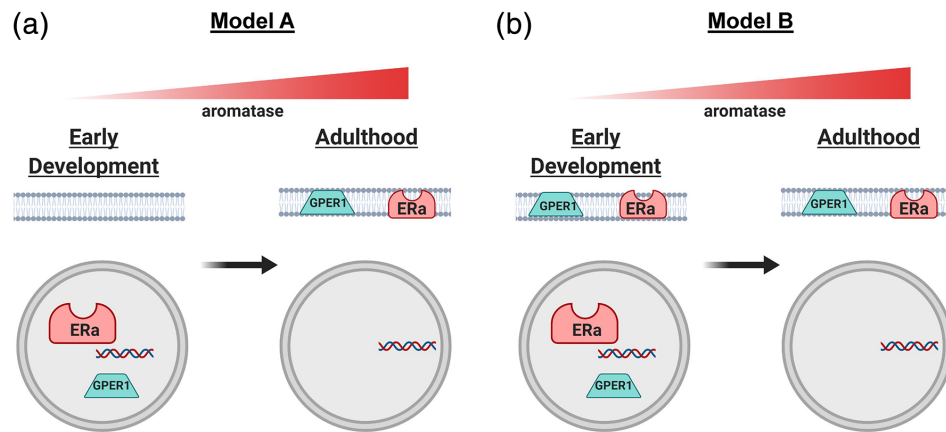 (a)
Model A
aromatase
Early
Development
Adulthood
GPER1
ERa
ERa
GPER1
(b)
Model B
aromatase
Early
Development
Adulthood
GPER1
ERa
GPER1
ERa
ERa
GPER1